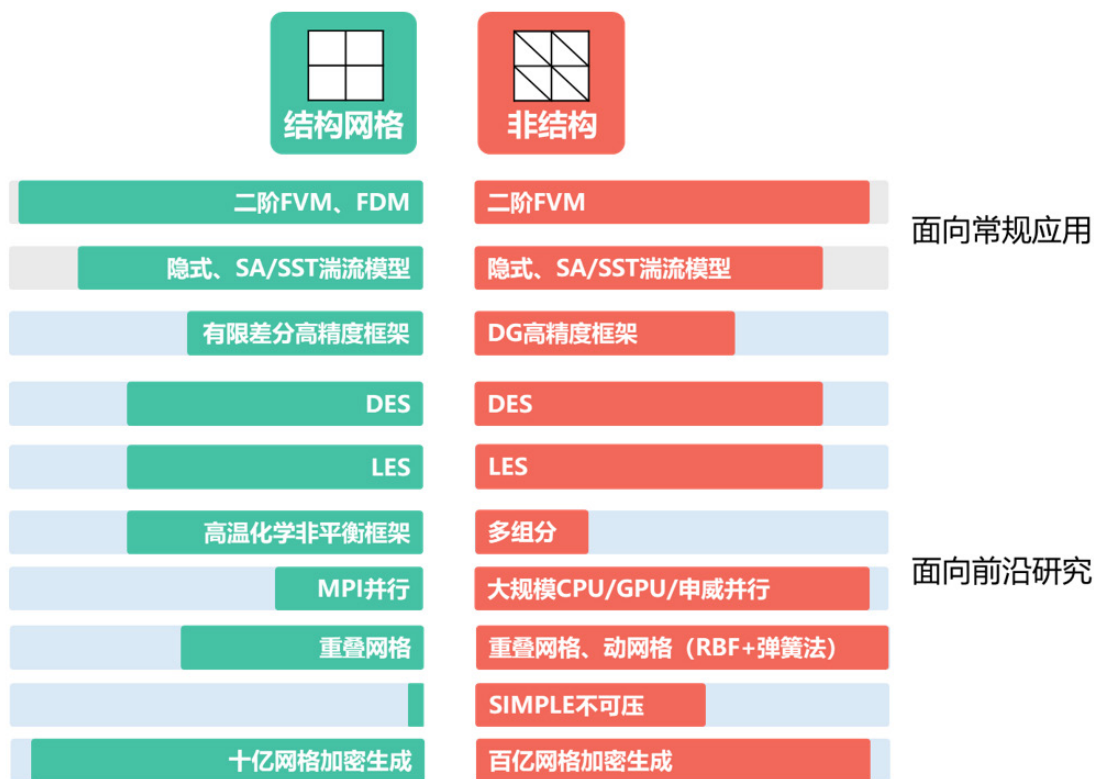 结构网格
非结构
二阶FVM、FDM
二阶FVM
面向常规应用
隐式、SA/SST湍流模型
隐式、SA/SST湍流模型
有限差分高精度框架
DG高精度框架
DES
DES
LES
LES
高温化学非平衡框架
多组分
面向前沿研究
MPI并行
大规模CPU/GPU/申威并行
重叠网格
重叠网格、动网格（RBF+弹簧法）
SIMPLE不可压
十亿网格加密生成
百亿网格加密生成